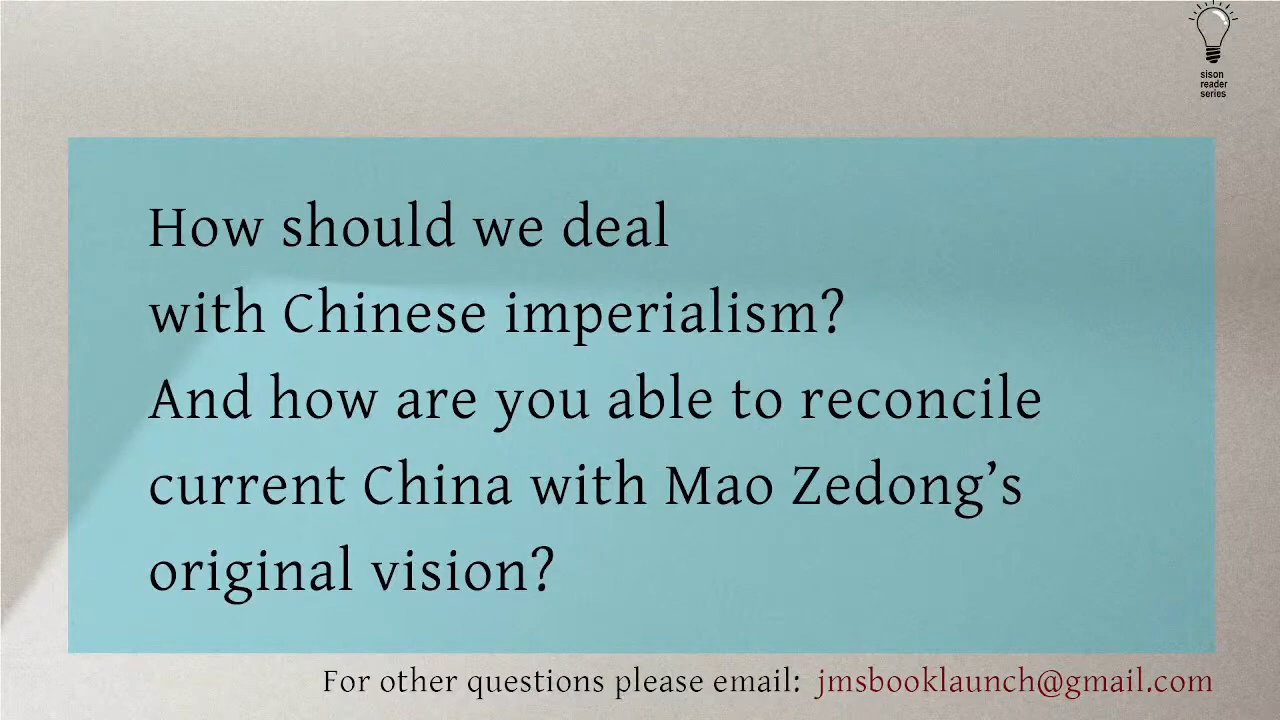 sison
reader
series
How should we deal
with Chinese imperialism?
And how are you able to reconcile
current China with Mao Zedong’s
original vision?
For other questions please email: jmsbooklaunch@gmail.com